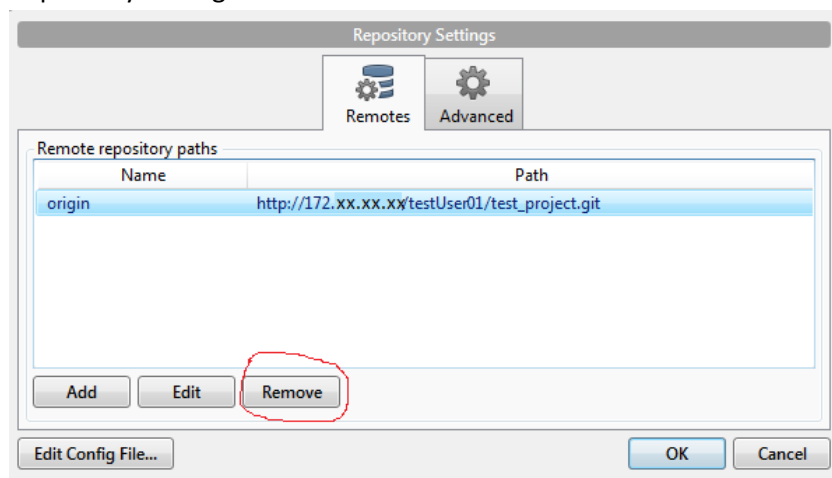 Repository Settings
Remotes Advanced
Remote repository paths
Name Path
origin http://172.xx.xx.xx/testUser01/test_project.git
Add Edit Remove
Edit Config File... OK Cancel